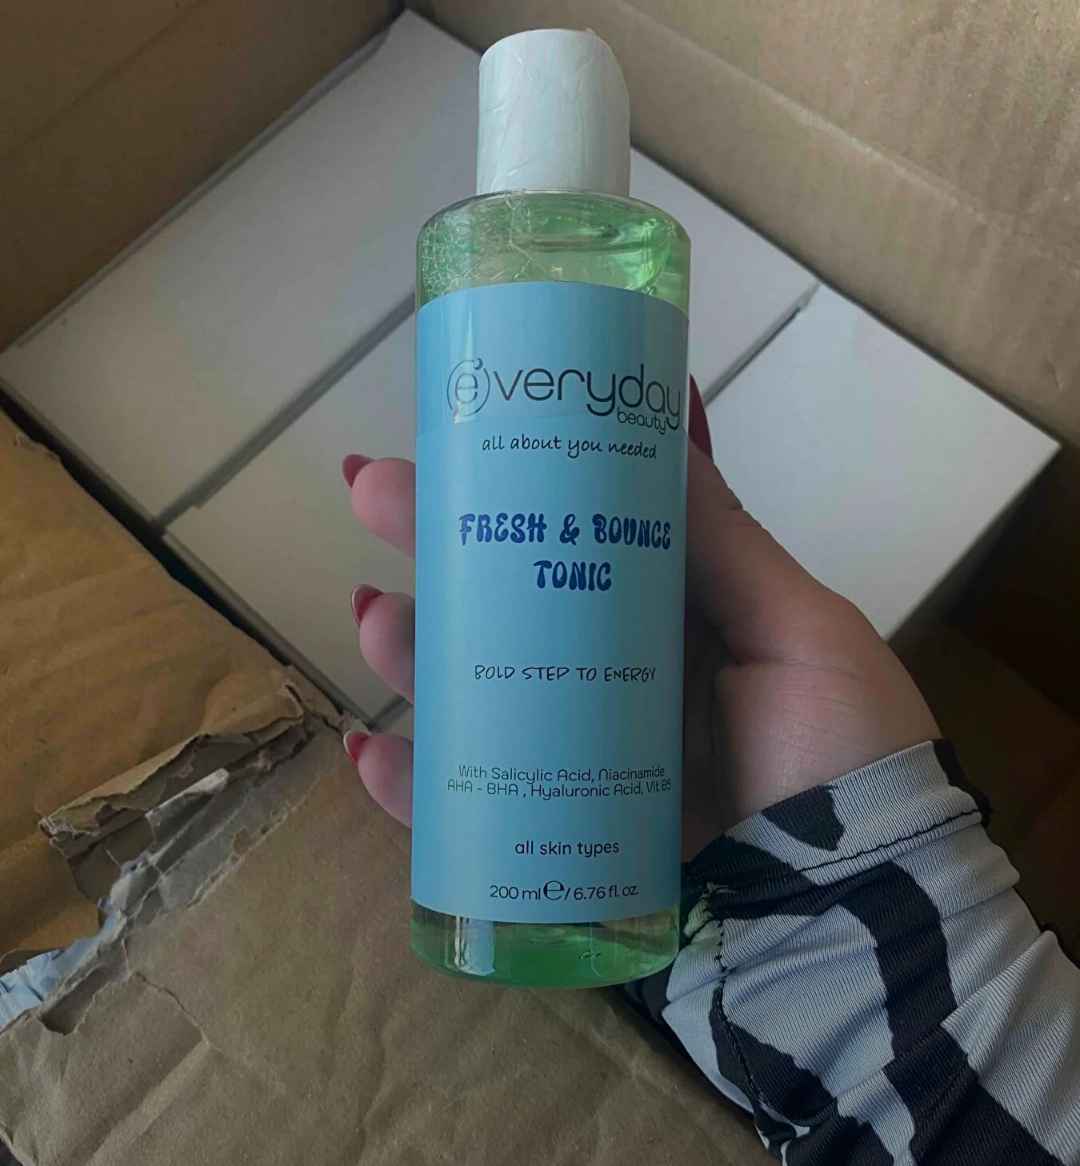 everyday
beauty
all about you needed
FRESH & BOUNCE
TONIC
BOLD STEP TO ENERGY
With Salicylic Acid, Niacinamide
AHA - BHA , Hyaluronic Acid, Vit B5
all skin types
200 ml e / 6.76 fl. oz